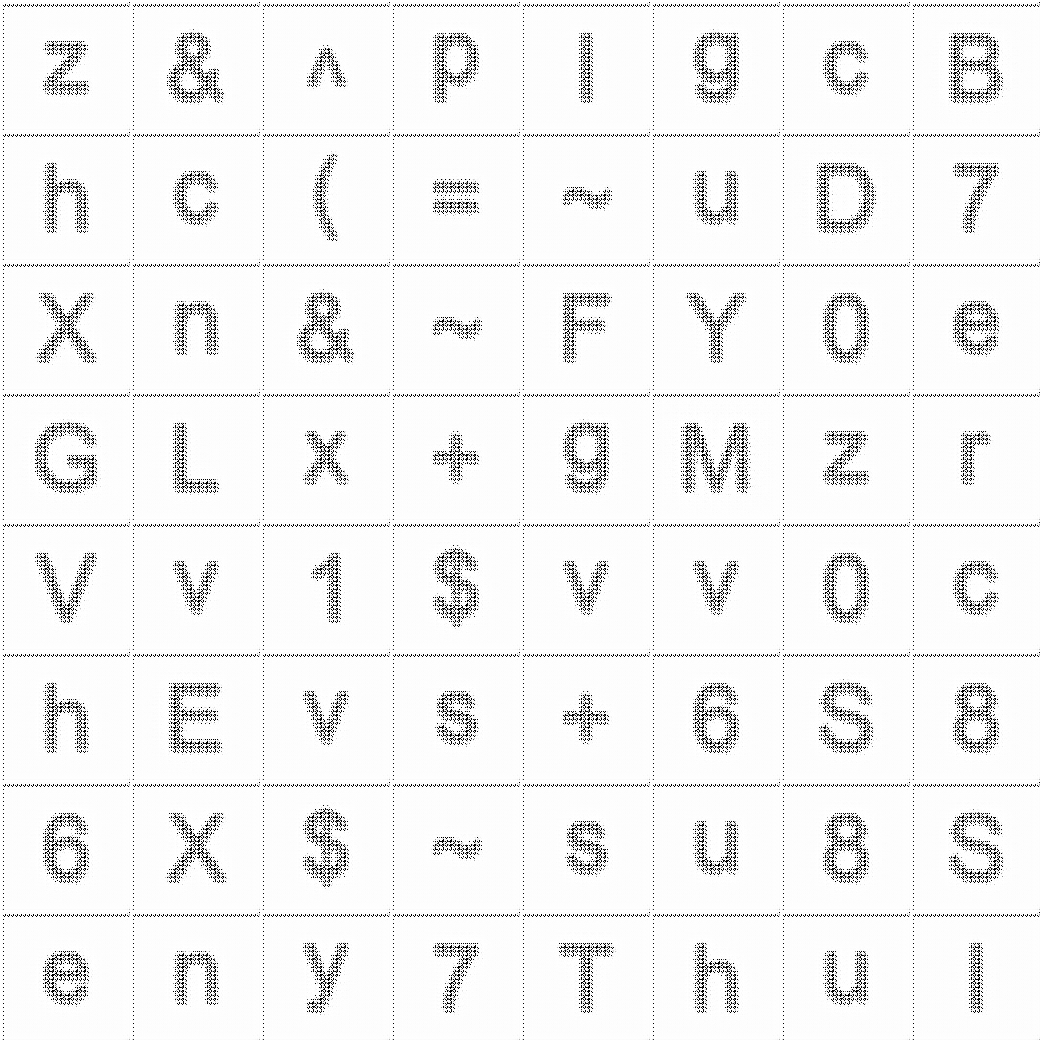 z & ^ p l g c B
h c ( = ~ u D 7
X n & ~ F Y 0 e
G L x + g M z r
V v 1 $ v v 0 c
h E v s + 6 S 8
6 X $ ~ s u 8 S
e n y 7 T h u l